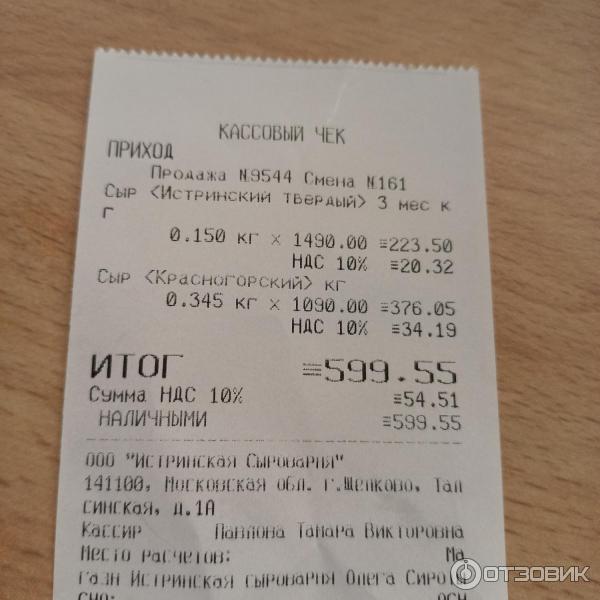 КАССОВЫЙ ЧЕК
ПРИХОД
Продажа №9544 Смена №161
Сыр <Истринский твердый> 3 мес к
г
0.150 кг × 1490.00 ≡223.50
НДС 10% ≡20.32
Сыр <Красногорский> кг
0.345 кг × 1090.00 ≡376.05
НДС 10% ≡34.19
ИТОГ ≡599.55
Сумма НДС 10% ≡54.51
НАЛИЧНЫМИ ≡599.55
ООО "ИСТРИНСКАЯ СЫРОВАРНЯ"
141100, Московская обл. г.Щелково, Тал
синская, д.1А
Кассир Павлова Тамара Викторовна
Место расчетов: Ма
газн Истринская сыроварня Олега Сирот
ОТЗОВИК